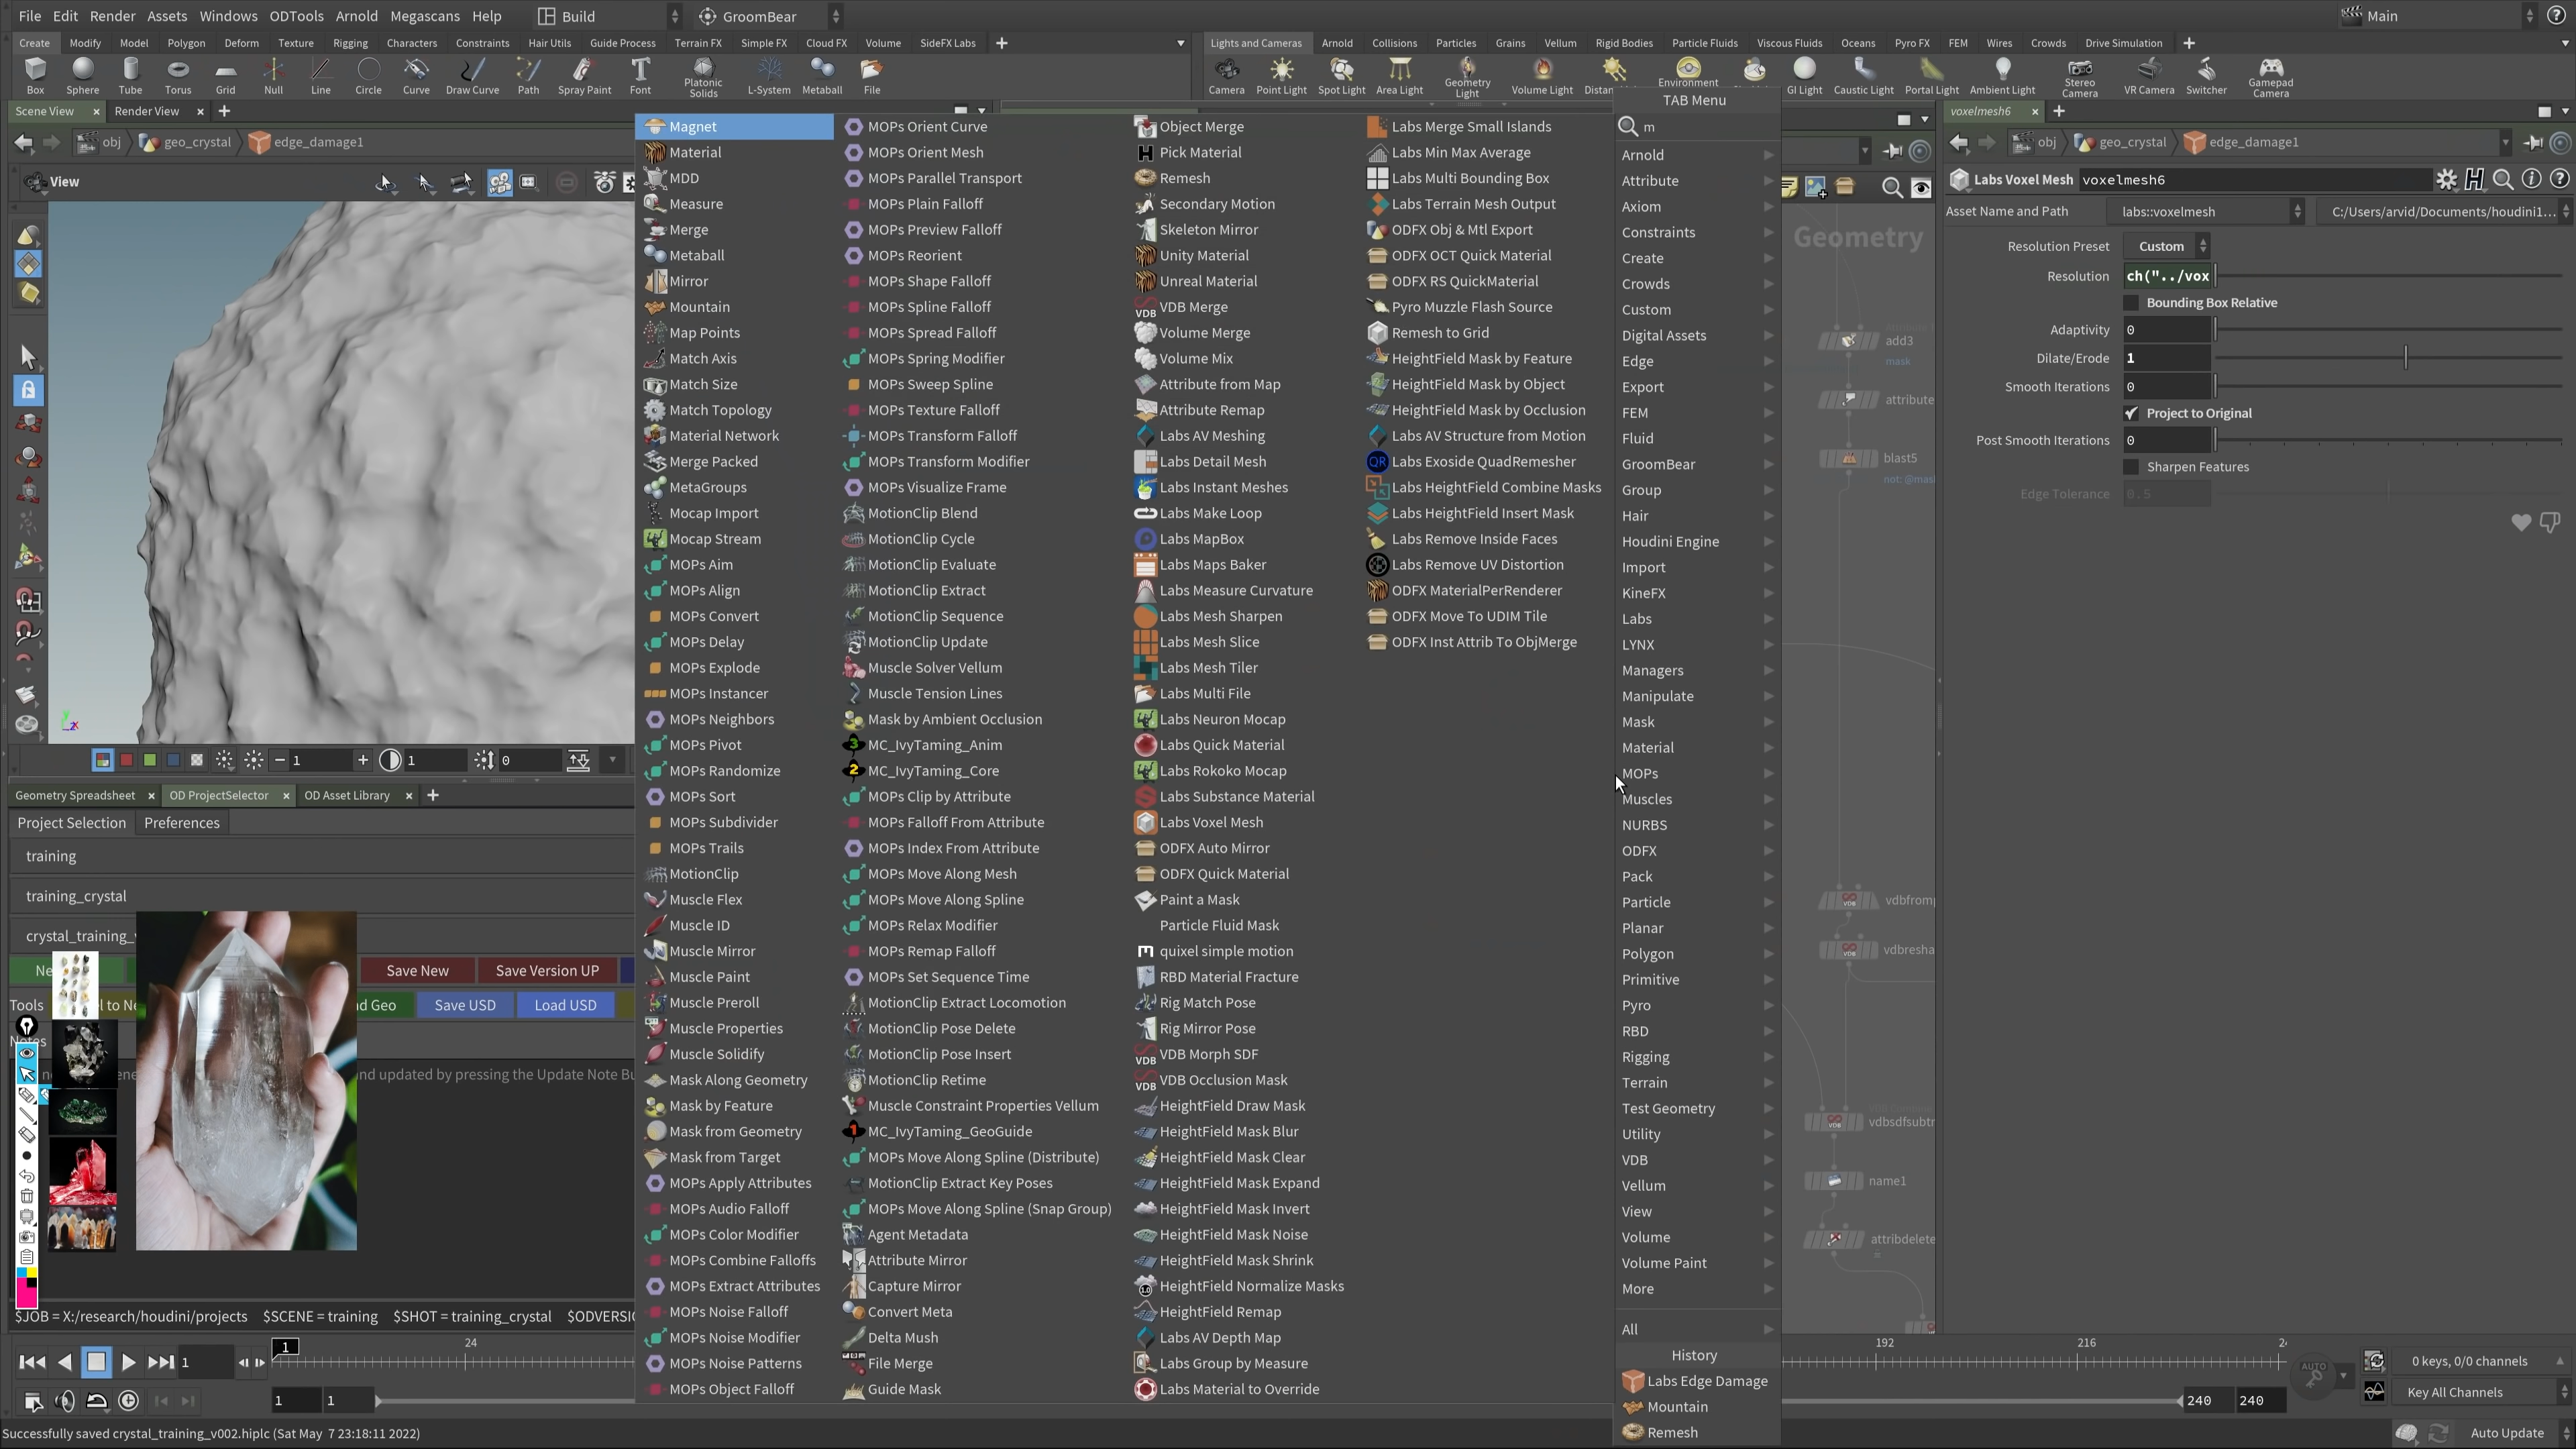 File Edit Render Assets Windows ODTools Arnold Megascans Help Build GroomBear Main
Create Modify Model Polygon Deform Texture Rigging Characters Constraints Hair Utils Guide Process Terrain FX Simple FX Cloud FX Volume SideFX Labs
Lights and Cameras Arnold Collisions Particles Grains Vellum Rigid Bodies Particle Fluids Viscous Fluids Oceans Pyro FX FEM Wires Crowds Drive Simulation
Box Sphere Tube Torus Grid Null Line Circle Curve Draw Curve Path Spray Paint Font Platonic Solids L-System Metaball File
Camera Point Light Spot Light Area Light Geometry Light Volume Light Environment GI Light Caustic Light Portal Light Ambient Light Stereo Camera VR Camera Switcher Gamepad Camera
Scene View Render View
obj geo_crystal edge_damage1
View
Magnet
Material
MDD
Measure
Merge
Metaball
Mirror
Mountain
Map Points
Match Axis
Match Size
Match Topology
Material Network
Merge Packed
MetaGroups
Mocap Import
Mocap Stream
MOPs Aim
MOPs Align
MOPs Convert
MOPs Delay
MOPs Explode
MOPs Instancer
MOPs Neighbors
MOPs Pivot
MOPs Randomize
MOPs Sort
MOPs Subdivider
MOPs Trails
MotionClip
Muscle Flex
Muscle ID
Muscle Mirror
Muscle Paint
Muscle Preroll
Muscle Properties
Muscle Solidify
Mask Along Geometry
Mask by Feature
Mask from Geometry
Mask from Target
MOPs Apply Attributes
MOPs Audio Falloff
MOPs Color Modifier
MOPs Combine Falloffs
MOPs Extract Attributes
MOPs Noise Falloff
MOPs Noise Modifier
MOPs Noise Patterns
MOPs Object Falloff
MOPs Orient Curve
MOPs Orient Mesh
MOPs Parallel Transport
MOPs Plain Falloff
MOPs Preview Falloff
MOPs Reorient
MOPs Shape Falloff
MOPs Spline Falloff
MOPs Spread Falloff
MOPs Spring Modifier
MOPs Sweep Spline
MOPs Texture Falloff
MOPs Transform Falloff
MOPs Transform Modifier
MOPs Visualize Frame
MotionClip Blend
MotionClip Cycle
MotionClip Evaluate
MotionClip Extract
MotionClip Sequence
MotionClip Update
Muscle Solver Vellum
Muscle Tension Lines
Mask by Ambient Occlusion
MC_IvyTaming_Anim
MC_IvyTaming_Core
MOPs Clip by Attribute
MOPs Falloff From Attribute
MOPs Index From Attribute
MOPs Move Along Mesh
MOPs Move Along Spline
MOPs Relax Modifier
MOPs Remap Falloff
MOPs Set Sequence Time
MotionClip Extract Locomotion
MotionClip Pose Delete
MotionClip Pose Insert
MotionClip Retime
Muscle Constraint Properties Vellum
MC_IvyTaming_GeoGuide
MOPs Move Along Spline (Distribute)
MotionClip Extract Key Poses
MOPs Move Along Spline (Snap Group)
Agent Metadata
Attribute Mirror
Capture Mirror
Convert Meta
Delta Mush
File Merge
Guide Mask
Object Merge
Pick Material
Remesh
Secondary Motion
Skeleton Mirror
Unity Material
Unreal Material
VDB Merge
Volume Merge
Volume Mix
Attribute from Map
Attribute Remap
Labs AV Meshing
Labs Detail Mesh
Labs Instant Meshes
Labs Make Loop
Labs MapBox
Labs Maps Baker
Labs Measure Curvature
Labs Mesh Sharpen
Labs Mesh Slice
Labs Mesh Tiler
Labs Multi File
Labs Neuron Mocap
Labs Quick Material
Labs Rokoko Mocap
Labs Substance Material
Labs Voxel Mesh
ODFX Auto Mirror
ODFX Quick Material
Paint a Mask
Particle Fluid Mask
quixel simple motion
RBD Material Fracture
Rig Match Pose
Rig Mirror Pose
VDB Morph SDF
VDB Occlusion Mask
HeightField Draw Mask
HeightField Mask Blur
HeightField Mask Clear
HeightField Mask Expand
HeightField Mask Invert
HeightField Mask Noise
HeightField Mask Shrink
HeightField Normalize Masks
HeightField Remap
Labs AV Depth Map
Labs Group by Measure
Labs Material to Override
Labs Merge Small Islands
Labs Min Max Average
Labs Multi Bounding Box
Labs Terrain Mesh Output
ODFX Obj & Mtl Export
ODFX OCT Quick Material
ODFX RS QuickMaterial
Pyro Muzzle Flash Source
Remesh to Grid
HeightField Mask by Feature
HeightField Mask by Object
HeightField Mask by Occlusion
Labs AV Structure from Motion
Labs Exoside QuadRemesher
Labs HeightField Combine Masks
Labs HeightField Insert Mask
Labs Remove Inside Faces
Labs Remove UV Distortion
ODFX MaterialPerRenderer
ODFX Move To UDIM Tile
ODFX Inst Attrib To ObjMerge
TAB Menu
m
Arnold
Attribute
Axiom
Constraints
Create
Crowds
Custom
Digital Assets
Edge
Export
FEM
Fluid
GroomBear
Group
Hair
Houdini Engine
Import
KineFX
Labs
LYNX
Managers
Manipulate
Mask
Material
MOPs
Muscles
NURBS
ODFX
Pack
Particle
Planar
Polygon
Primitive
Pyro
RBD
Rigging
Terrain
Test Geometry
Utility
VDB
Vellum
View
Volume
Volume Paint
More
All
History
Labs Edge Damage
Mountain
Remesh
Geometry
add3
mask
attribute
blast5
vdbfrom
vdbresha
vdbsdfsubtr
name1
attribdelete
voxelmesh6
obj geo_crystal edge_damage1
Labs Voxel Mesh voxelmesh6
Asset Name and Path labs::voxelmesh C:/Users/arvid/Documents/houdini1...
Resolution Preset Custom
Resolution ch("../vox
Bounding Box Relative
Adaptivity 0
Dilate/Erode 1
Smooth Iterations 0
Project to Original
Post Smooth Iterations 0
Sharpen Features
Edge Tolerance 0.5
1 1 0
Geometry Spreadsheet OD ProjectSelector OD Asset Library
Project Selection Preferences
training
training_crystal
crystal_training_
Save New Save Version UP
Tools Save USD Load USD
Notes nd updated by pressing the Update Note Bu
$JOB = X:/research/houdini/projects $SCENE = training $SHOT = training_crystal
1 1 24 192 216
1 1 240 240
AUTO
0 keys, 0/0 channels
Key All Channels
Successfully saved crystal_training_v002.hiplc (Sat May 7 23:18:11 2022)
Auto Update